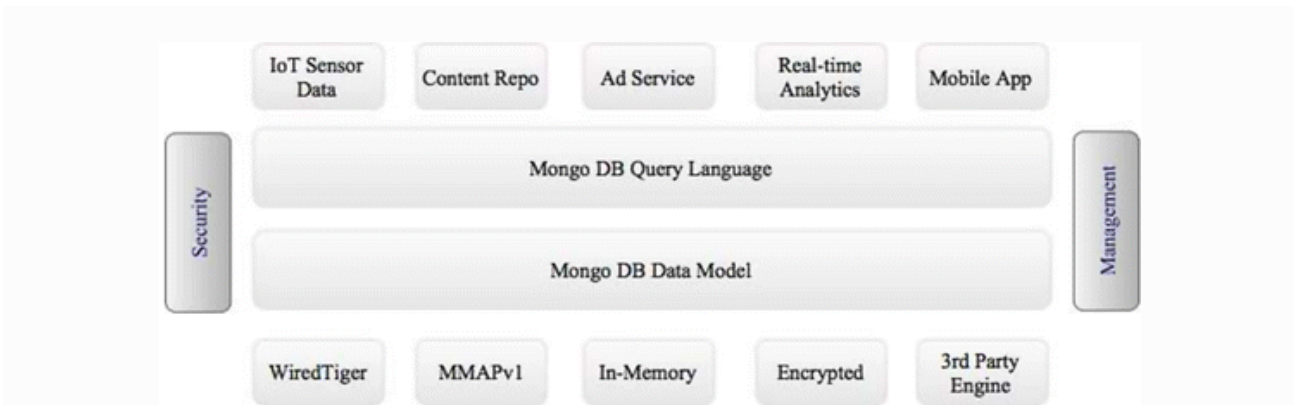 IoT Sensor
Data
Content Repo
Ad Service
Real-time
Analytics
Mobile App
Security
Mongo DB Query Language
Mongo DB Data Model
Management
WiredTiger
MMAPv1
In-Memory
Encrypted
3rd Party
Engine